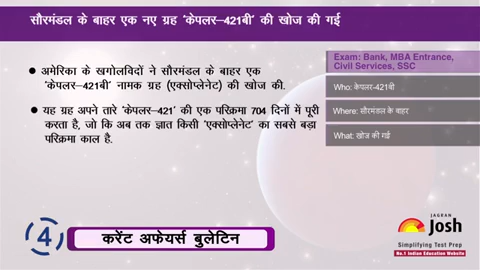 सौरमंडल के बाहर एक नए ग्रह 'केपलर–421बी' की खोज की गई
अमेरिका के खगोलविदों ने सौरमंडल के बाहर एक
'केपलर–421बी' नामक ग्रह (एक्सोप्लेनेट) की खोज की.
यह ग्रह अपने तारे 'केपलर–421' की एक परिक्रमा 704 दिनों में पूरी
करता है, जो कि अब तक ज्ञात किसी 'एक्सोप्लेनेट' का सबसे बड़ा
परिक्रमा काल है.
Exam: Bank, MBA Entrance,
Civil Services, SSC
Who: केपलर-421बी
Where: सौरमंडल के बाहर
What: खोज की गई
4
करेंट अफेयर्स बुलेटिन
JAGRAN
Josh
Simplifying Test Prep
No.1 Indian Education Website